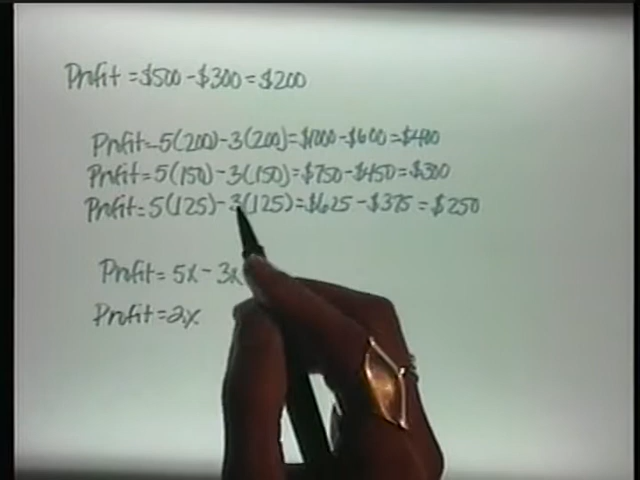 Profit = $500 - $300 = $200
Profit = 5(200) - 3(200) = $1000 - $600 = $400
Profit = 5(150) - 3(150) = $750 - $450 = $300
Profit = 5(125) - 3(125) = $625 - $375 = $250
Profit = 5x - 3x
Profit = 2x